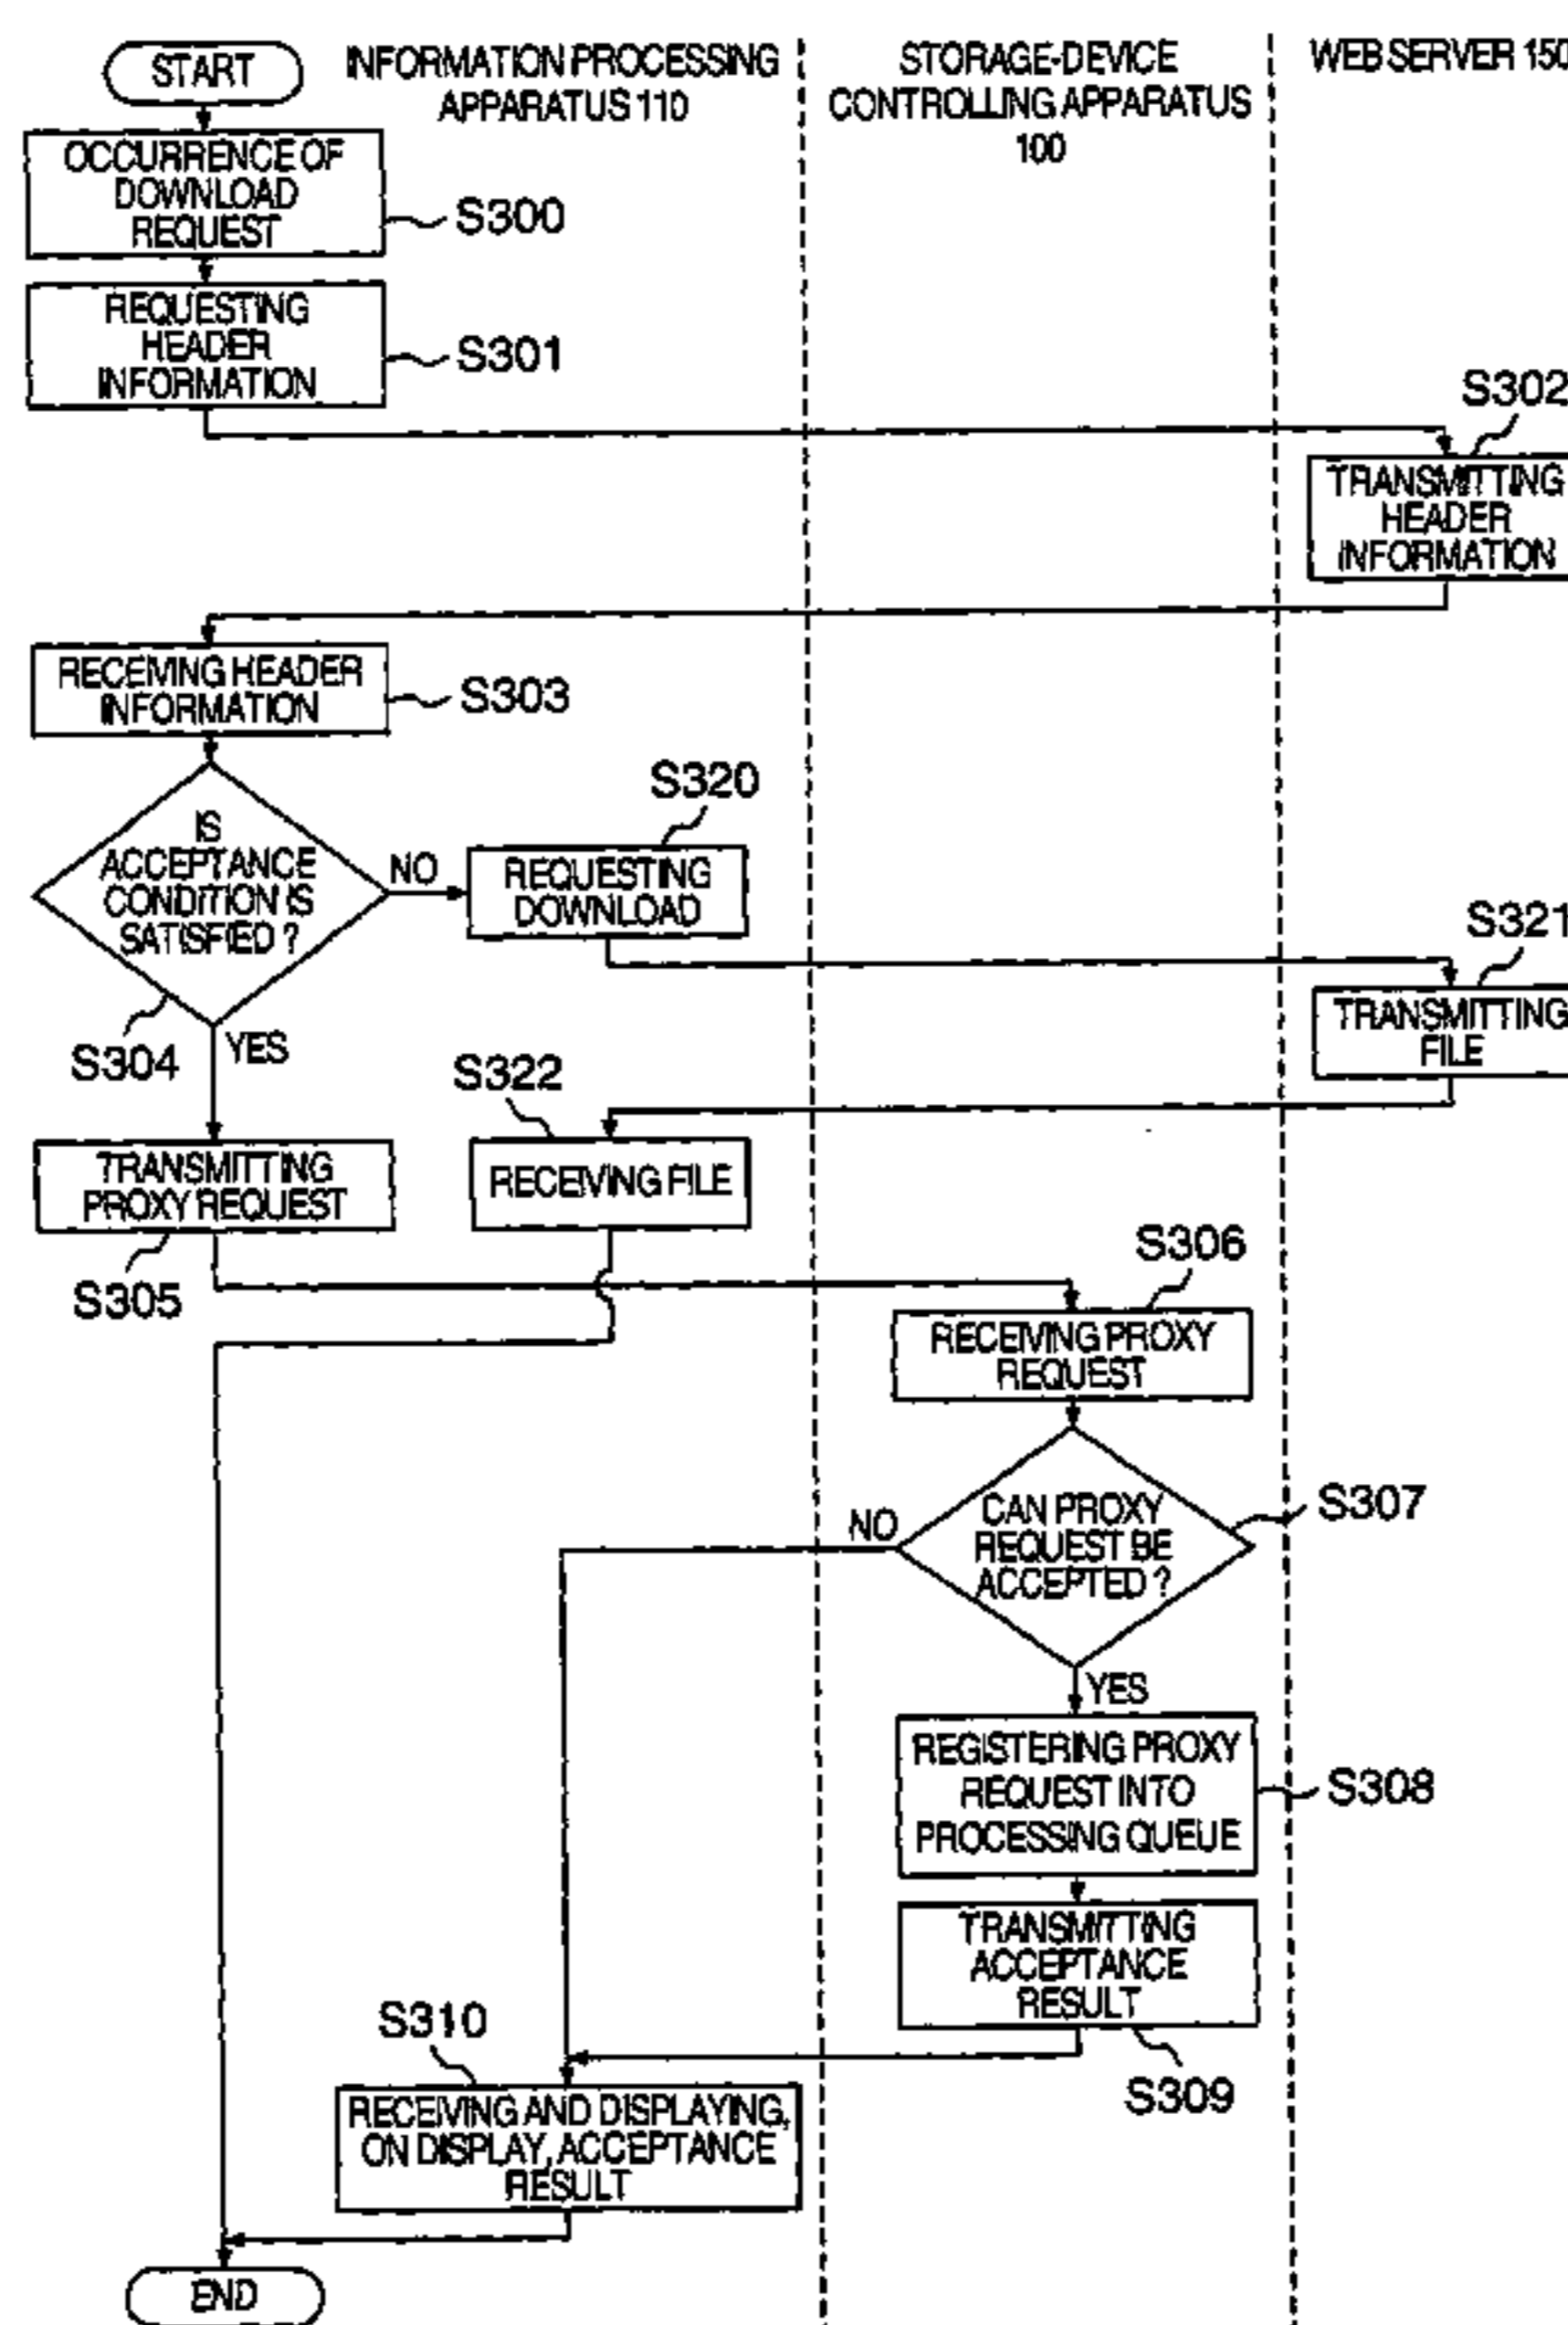 START
INFORMATION PROCESSING
APPARATUS 110
STORAGE-DEVICE
CONTROLLING APPARATUS
100
WEB SERVER 150
OCCURRENCE OF
DOWNLOAD
REQUEST
S300
REQUESTING
HEADER
INFORMATION
S301
S302
TRANSMITTING
HEADER
INFORMATION
RECEIVING HEADER
INFORMATION
S303
IS
ACCEPTANCE
CONDITION IS
SATISFIED ?
NO
S304
YES
S320
REQUESTING
DOWNLOAD
S321
TRANSMITTING
FILE
S322
RECEIVING FILE
TRANSMITTING
PROXY REQUEST
S305
S306
RECEIVING PROXY
REQUEST
CAN PROXY
REQUEST BE
ACCEPTED ?
S307
NO
YES
REGISTERING PROXY
REQUEST INTO
PROCESSING QUEUE
S308
TRANSMITTING
ACCEPTANCE
RESULT
S309
S310
RECEIVING AND DISPLAYING,
ON DISPLAY, ACCEPTANCE
RESULT
END